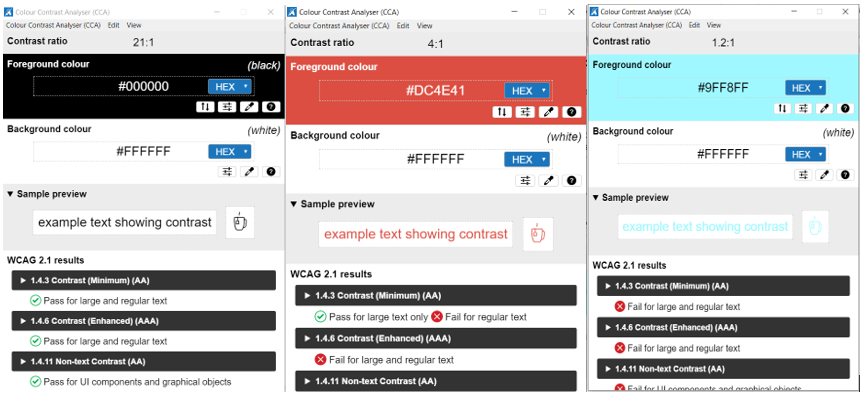 Colour Contrast Analyser (CCA)
Colour Contrast Analyser (CCA) Edit View
Contrast ratio 21:1
Foreground colour (black)
#000000 HEX
Background colour (white)
#FFFFFF HEX
Sample preview
example text showing contrast
WCAG 2.1 results
1.4.3 Contrast (Minimum) (AA)
Pass for large and regular text
1.4.6 Contrast (Enhanced) (AAA)
Pass for large and regular text
1.4.11 Non-text Contrast (AA)
Pass for UI components and graphical objects
Colour Contrast Analyser (CCA)
Colour Contrast Analyser (CCA) Edit View
Contrast ratio 4:1
Foreground colour
#DC4E41 HEX
Background colour (white)
#FFFFFF HEX
Sample preview
example text showing contrast
WCAG 2.1 results
1.4.3 Contrast (Minimum) (AA)
Pass for large text only Fail for regular text
1.4.6 Contrast (Enhanced) (AAA)
Fail for large and regular text
1.4.11 Non-text Contrast (AA)
Colour Contrast Analyser (CCA)
Colour Contrast Analyser (CCA) Edit View
Contrast ratio 1.2:1
Foreground colour
#9FF8FF HEX
Background colour (white)
#FFFFFF HEX
Sample preview
example text showing contrast
WCAG 2.1 results
1.4.3 Contrast (Minimum) (AA)
Fail for large and regular text
1.4.6 Contrast (Enhanced) (AAA)
Fail for large and regular text
1.4.11 Non-text Contrast (AA)
Fail for UI components and graphical objects